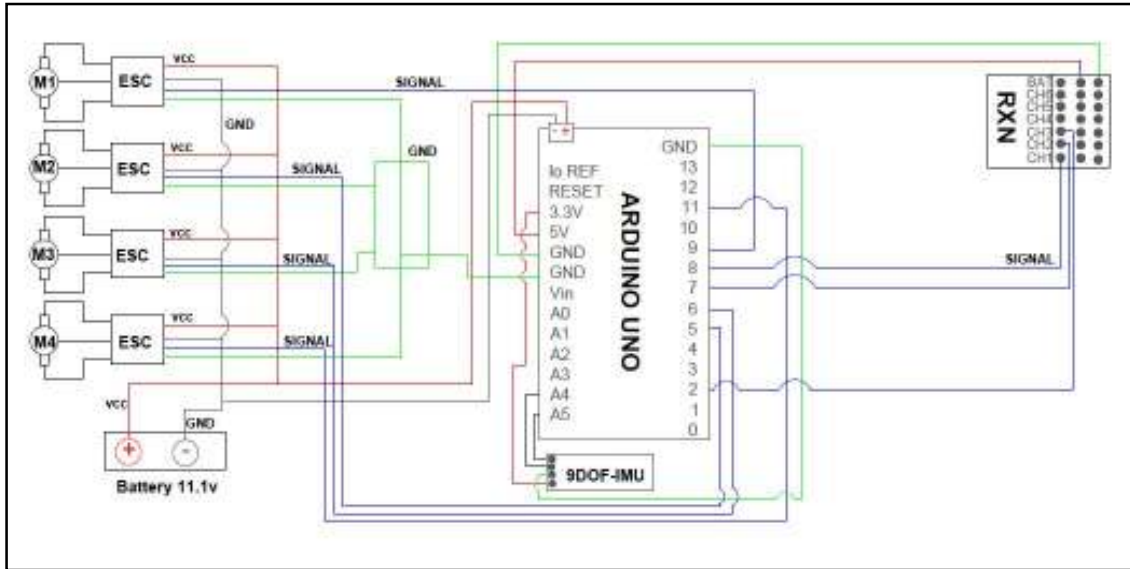 M1
ESC
VCC
SIGNAL
GND
M2
ESC
VCC
SIGNAL
GND
M3
ESC
VCC
SIGNAL
M4
ESC
VCC
SIGNAL
VCC
GND
+
-
Battery 11.1v
- +
ARDUINO UNO
Io REF
RESET
3.3V
5V
GND
GND
Vin
A0
A1
A2
A3
A4
A5
GND
13
12
11
10
9
8
7
6
5
4
3
2
1
0
9DOF-IMU
SIGNAL
RXN
BAT
CH6
CH5
CH4
CH3
CH2
CH1